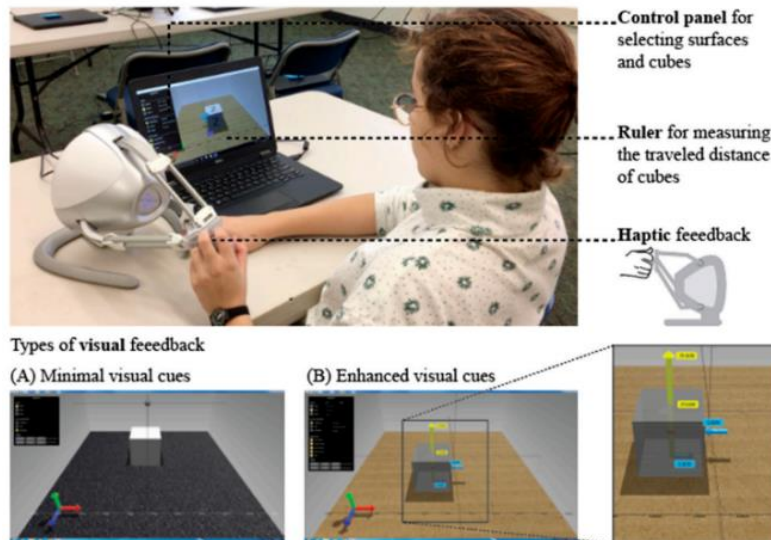 Control panel for
selecting surfaces
and cubes
Ruler for measuring
the traveled distance
of cubes
Haptic feeedback
Types of visual feeedback
(A) Minimal visual cues
(B) Enhanced visual cues